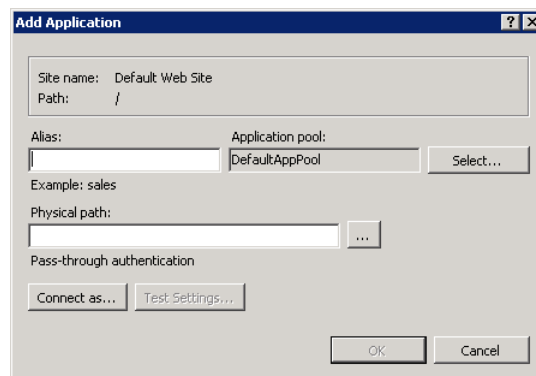 Add Application
Site name: Default Web Site
Path: /
Alias: Application pool:
DefaultAppPool Select...
Example: sales
Physical path:
...
Pass-through authentication
Connect as... Test Settings...
OK Cancel